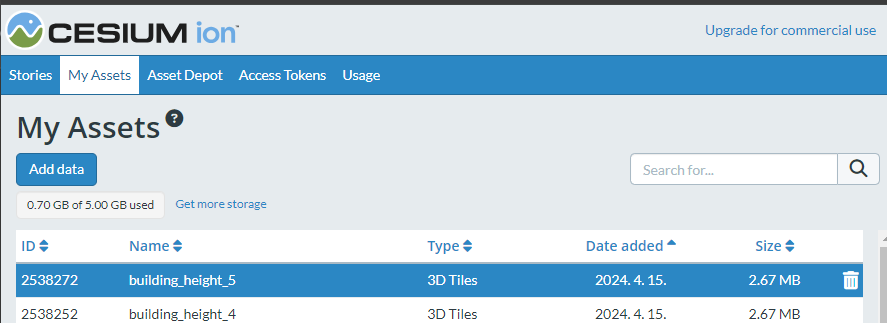 CESIUM ion™
Upgrade for commercial use
Stories My Assets Asset Depot Access Tokens Usage
My Assets ?
Add data
Search for...
0.70 GB of 5.00 GB used Get more storage
ID Name Type Date added Size
2538272 building_height_5 3D Tiles 2024. 4. 15. 2.67 MB
2538252 building_height_4 3D Tiles 2024. 4. 15. 2.67 MB